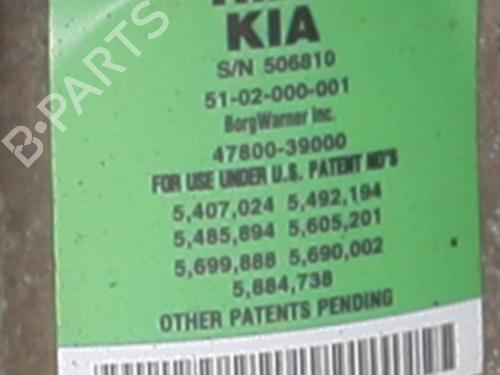 KIA
S/N 506810
51-02-000-001
BorgWarner Inc.
47800-39000
FOR USE UNDER U.S. PATENT NO'S
5,407,024 5,492,194
5,485,894 5,605,201
5,699,888 5,690,002
5,884,738
OTHER PATENTS PENDING
B-PARTS